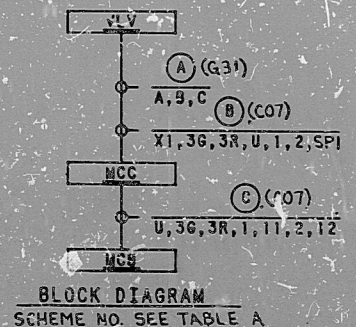 VLV
A (G31)
A,B,C
B (C07)
X1,3G,3R,U,1,2,SP1
MCC
C (C07)
U,3G,3R,1,11,2,12
MCB
BLOCK DIAGRAM
SCHEME NO. SEE TABLE A